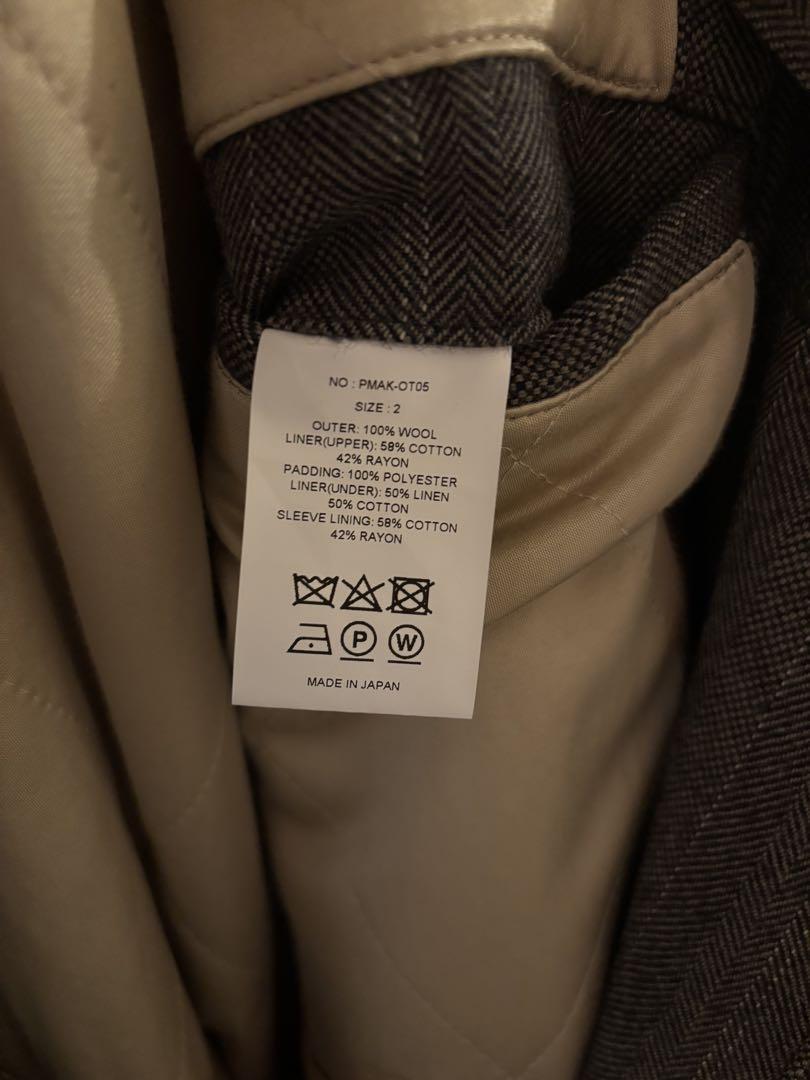 NO : PMAK-OT05
SIZE : 2
OUTER: 100% WOOL
LINER(UPPER): 58% COTTON
42% RAYON
PADDING: 100% POLYESTER
LINER(UNDER): 50% LINEN
50% COTTON
SLEEVE LINING: 58% COTTON
42% RAYON
P W
MADE IN JAPAN